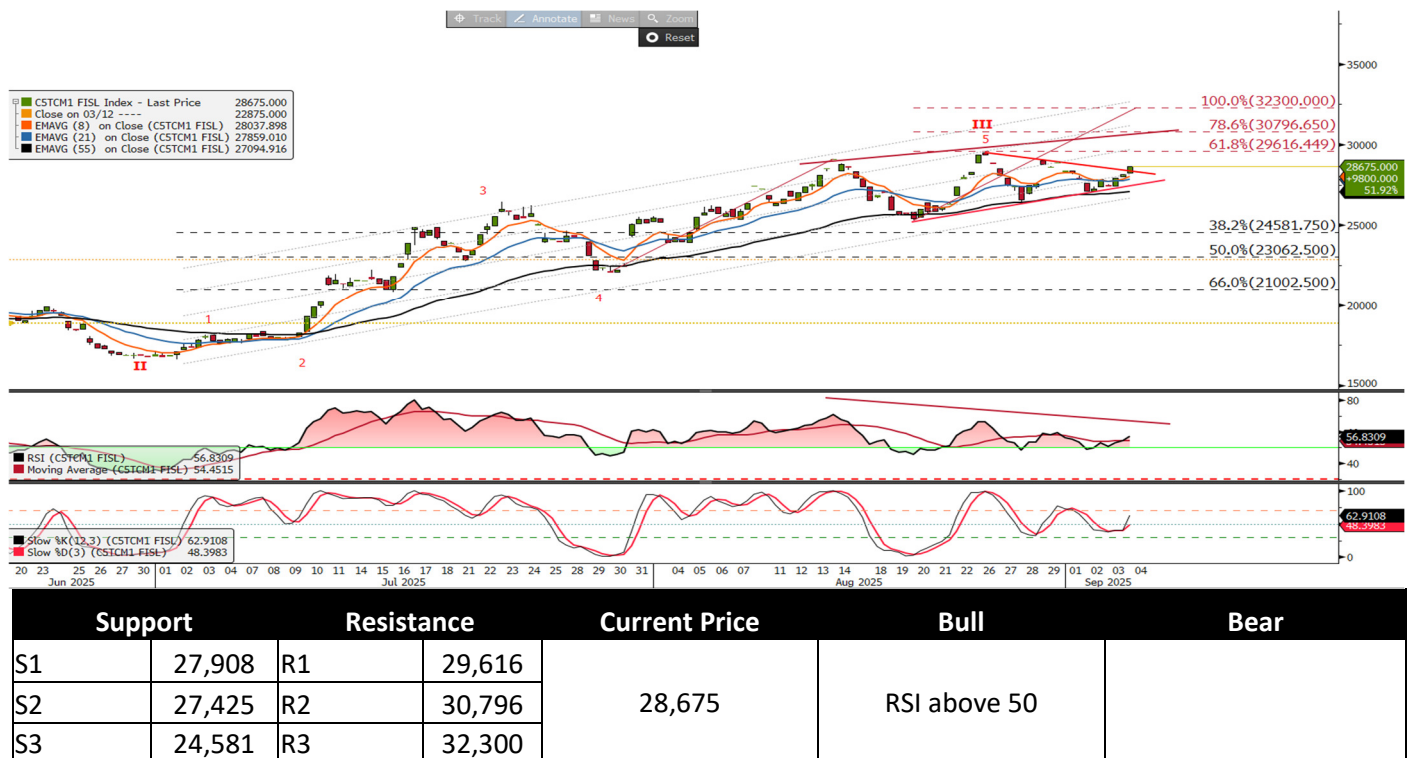 Track Annotate News Zoom
Reset
35000
C5TCM1 FISL Index - Last Price 28675.000
Close on 03/12 ---- 22875.000
EMAVG (8) on Close (C5TCM1 FISL) 28037.898
EMAVG (21) on Close (C5TCM1 FISL) 27859.010
EMAVG (55) on Close (C5TCM1 FISL) 27094.916
100.0%(32300.000)
78.6%(30796.650)
III
5
30000
61.8%(29616.449)
28675.000
+9800.000
51.92%
3
25000
38.2%(24581.750)
50.0%(23062.500)
66.0%(21002.500)
4
20000
1
2
II
15000
80
56.8309
RSI (C5TCM1 FISL) 56.8309
Moving Average (C5TCM1 FISL) 54.4515
40
100
62.9108
48.3983
Slow %K(12,3) (C5TCM1 FISL) 62.9108
Slow %D(3) (C5TCM1 FISL) 48.3983
0
20 23 25 26 27 30 01 02 03 04 07 08 09 10 11 14 15 16 17 18 21 22 23 24 25 28 29 30 31 04 05 06 07 11 12 13 14 15 18 19 20 21 22 26 27 28 29 01 02 03 04
Jun 2025 Jul 2025 Aug 2025 Sep 2025
Support Resistance Current Price Bull Bear
S1 27,908 R1 29,616
S2 27,425 R2 30,796 28,675 RSI above 50
S3 24,581 R3 32,300